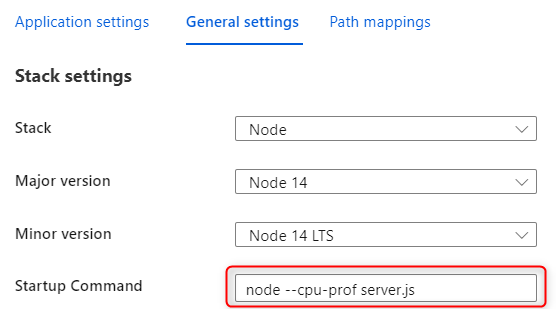 Application settings General settings Path mappings
Stack settings
Stack Node
Major version Node 14
Minor version Node 14 LTS
Startup Command node --cpu-prof server.js